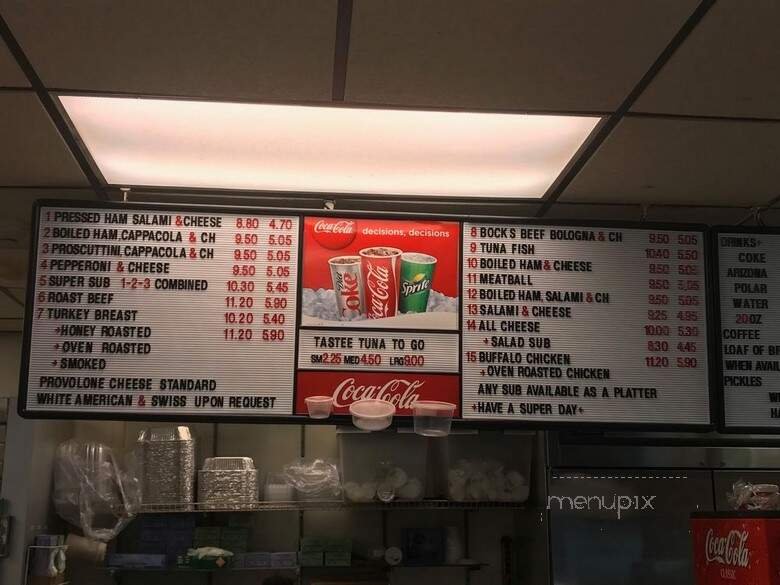 1 PRESSED HAM SALAMI & CHEESE 8.80 4.70
2 BOILED HAM, CAPPACOLA & CH 9.50 5.05
3 PROSCUTTINI, CAPPACOLA & CH 9.50 5.05
4 PEPPERONI & CHEESE 9.50 5.05
5 SUPER SUB 1-2-3 COMBINED 10.30 5.45
6 ROAST BEEF 11.20 5.90
7 TURKEY BREAST 10.20 5.40
+HONEY ROASTED 11.20 5.90
+OVEN ROASTED
+SMOKED
PROVOLONE CHEESE STANDARD
WHITE AMERICAN & SWISS UPON REQUEST
Coca-Cola decisions, decisions
Diet Coke
Coca-Cola
Sprite
TASTEE TUNA TO GO
SM 2.25 MED 4.50 LRG 9.00
Coca-Cola
8 BOCK'S BEEF BOLOGNA & CH 9.50 5.05
9 TUNA FISH 10.40 5.50
10 BOILED HAM & CHEESE 9.50 5.05
11 MEATBALL 9.50 5.05
12 BOILED HAM, SALAMI & CH 9.50 5.05
13 SALAMI & CHEESE 9.25 4.95
14 ALL CHEESE 10.00 5.30
+SALAD SUB 8.30 4.45
15 BUFFALO CHICKEN 11.20 5.90
+OVEN ROASTED CHICKEN
ANY SUB AVAILABLE AS A PLATTER
+HAVE A SUPER DAY+
DRINKS+
COKE
ARIZONA
POLAR
WATER
20OZ
COFFEE
LOAF OF
WHEN
PICKLES
menupix
Coca-Cola
CLASSIC